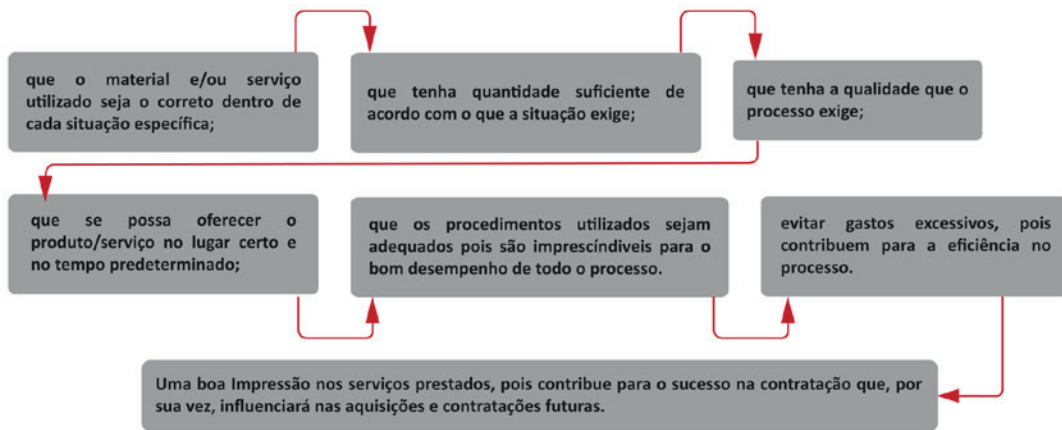 que o material e/ou serviço
utilizado seja o correto dentro de
cada situação específica;
que tenha quantidade suficiente de
acordo com o que a situação exige;
que tenha a qualidade que o
processo exige;
que se possa oferecer o
produto/serviço no lugar certo e
no tempo predeterminado;
que os procedimentos utilizados sejam
adequados pois são imprescíndiveis para o
bom desempenho de todo o processo.
evitar gastos excessivos, pois
contribuem para a eficiência no
processo.
Uma boa Impressão nos serviços prestados, pois contribue para o sucesso na contratação que, por
sua vez, influenciará nas aquisições e contratações futuras.